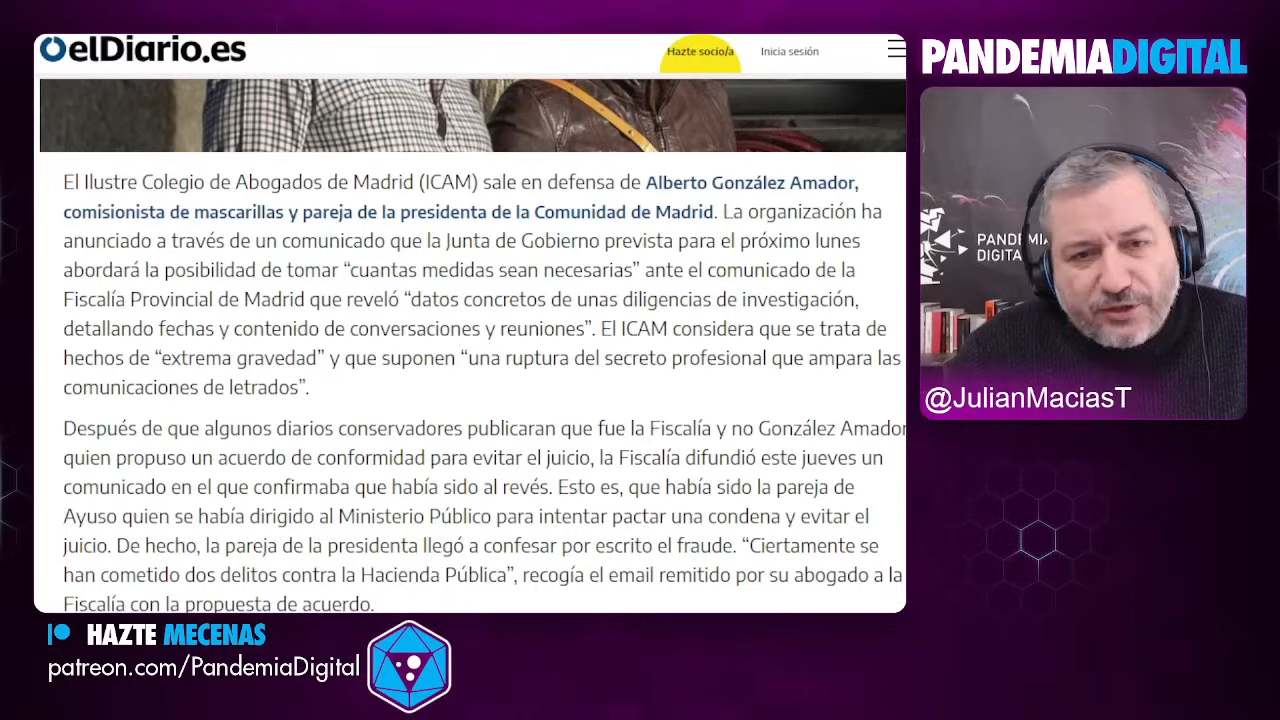 elDiario.es
Hazte socio/a
Inicia sesión
El Ilustre Colegio de Abogados de Madrid (ICAM) sale en defensa de Alberto González Amador,
comisionista de mascarillas y pareja de la presidenta de la Comunidad de Madrid. La organización ha
anunciado a través de un comunicado que la Junta de Gobierno prevista para el próximo lunes
abordará la posibilidad de tomar “cuantas medidas sean necesarias” ante el comunicado de la
Fiscalía Provincial de Madrid que reveló “datos concretos de unas diligencias de investigación,
detallando fechas y contenido de conversaciones y reuniones”. El ICAM considera que se trata de
hechos de “extrema gravedad” y que suponen “una ruptura del secreto profesional que ampara las
comunicaciones de letrados”.
Después de que algunos diarios conservadores publicaran que fue la Fiscalía y no González Amador
quien propuso un acuerdo de conformidad para evitar el juicio, la Fiscalía difundió este jueves un
comunicado en el que confirmaba que había sido al revés. Esto es, que había sido la pareja de
Ayuso quien se había dirigido al Ministerio Público para intentar pactar una condena y evitar el
juicio. De hecho, la pareja de la presidenta llegó a confesar por escrito el fraude. “Ciertamente se
han cometido dos delitos contra la Hacienda Pública”, recogía el email remitido por su abogado a la
Fiscalía con la propuesta de acuerdo.
PANDEMIADIGITAL
PANDEMIA
DIGITAL
@JulianMaciasT
HAZTE MECENAS
patreon.com/PandemiaDigital